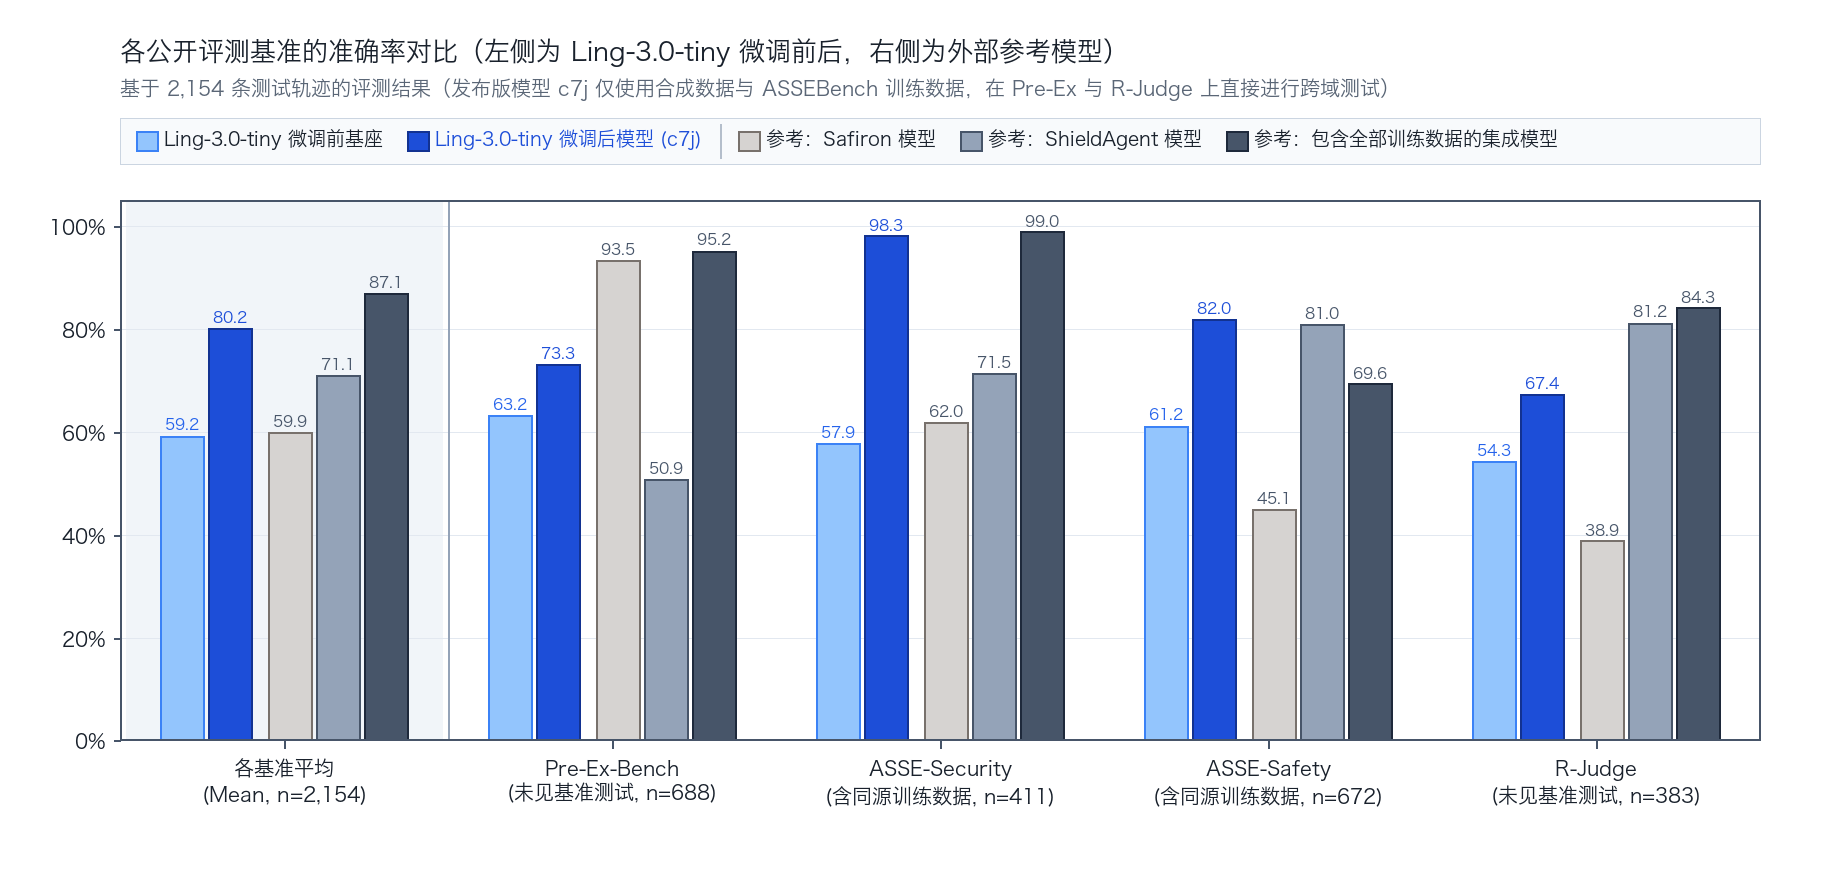 各公开评测基准的准确率对比（左侧为 Ling-3.0-tiny 微调前后，右侧为外部参考模型）
基于 2,154 条测试轨迹的评测结果（发布版模型 c7j 仅使用合成数据与 ASSEBench 训练数据，在 Pre-Ex 与 R-Judge 上直接进行跨域测试）
Ling-3.0-tiny 微调前基座 Ling-3.0-tiny 微调后模型 (c7j) 参考：Safiron 模型 参考：ShieldAgent 模型 参考：包含全部训练数据的集成模型
100%
80%
60%
40%
20%
0%
59.2 80.2 59.9 71.1 87.1
63.2 73.3 93.5 50.9 95.2
57.9 98.3 62.0 71.5 99.0
61.2 82.0 45.1 81.0 69.6
54.3 67.4 38.9 81.2 84.3
各基准平均
(Mean, n=2,154)
Pre-Ex-Bench
(未见基准测试, n=688)
ASSE-Security
(含同源训练数据, n=411)
ASSE-Safety
(含同源训练数据, n=672)
R-Judge
(未见基准测试, n=383)